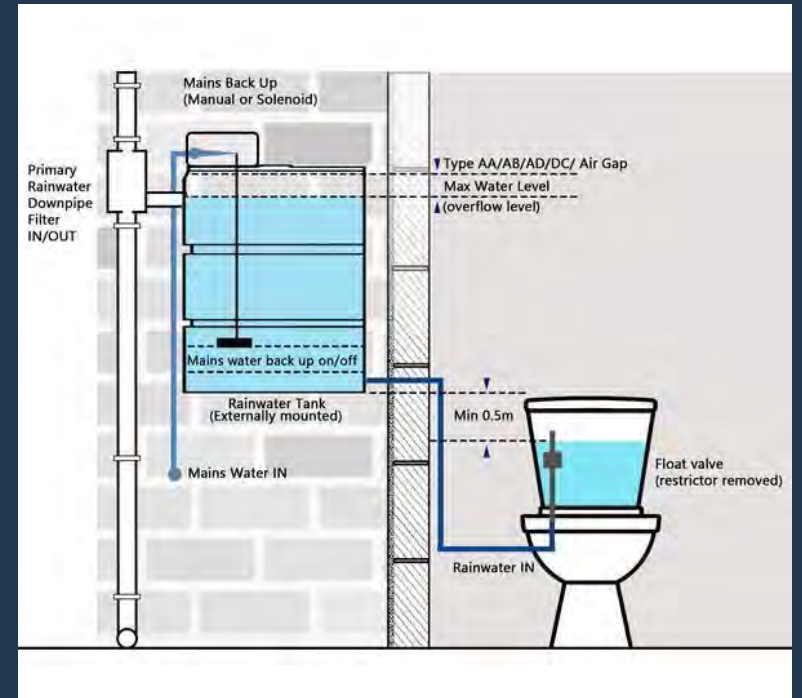 Mains Back Up
(Manual or Solenoid)
Primary
Rainwater
Downpipe
Filter
IN/OUT
Type AA/AB/AD/DC/ Air Gap
Max Water Level
(overflow level)
Mains water back up on/off
Rainwater Tank
(Externally mounted)
Min 0.5m
Mains Water IN
Float valve
(restrictor removed)
Rainwater IN